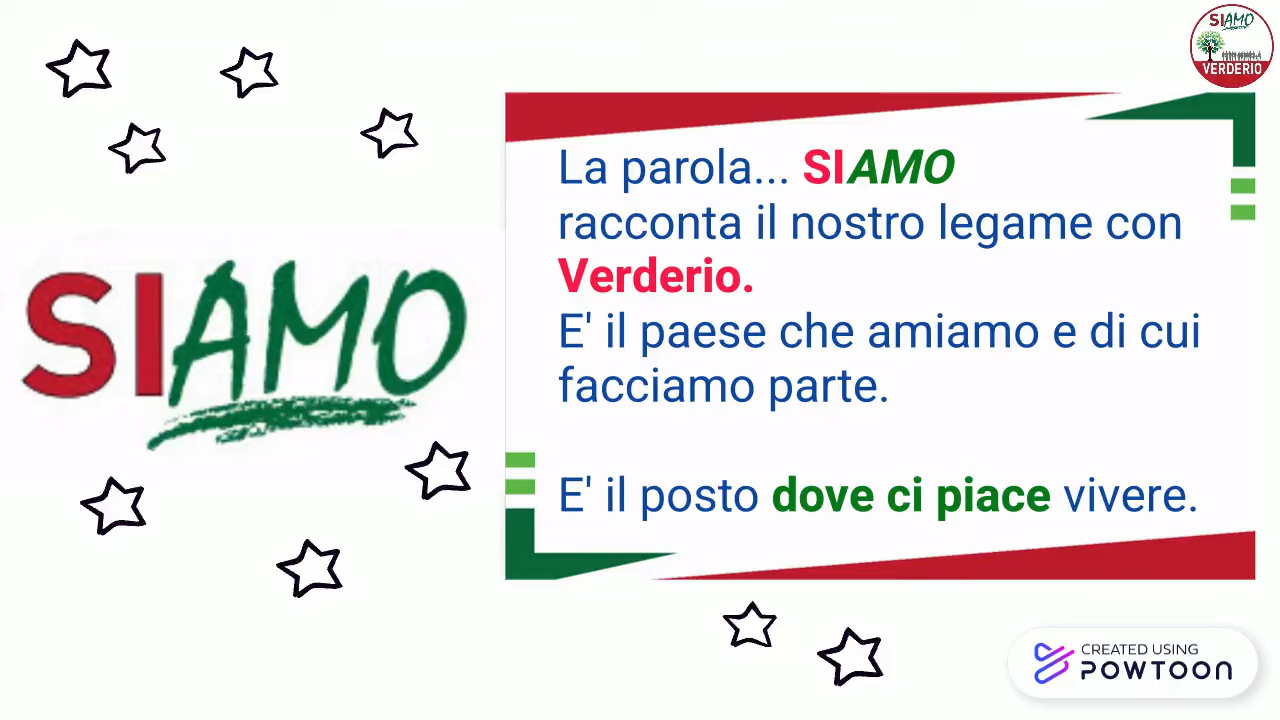 SIAMO
VERDERIO
La parola... SIAMO
racconta il nostro legame con
Verderio.
E' il paese che amiamo e di cui
facciamo parte.
E' il posto dove ci piace vivere.
SIAMO
CREATED USING
POWTOON